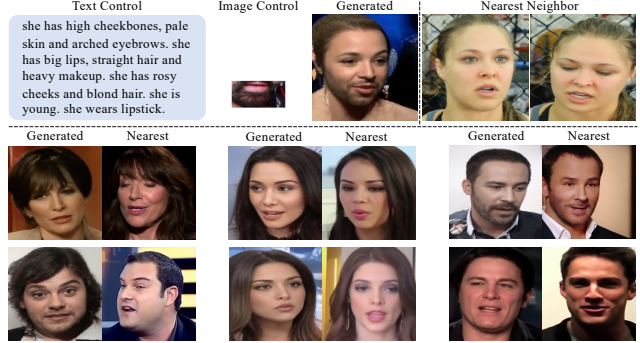 Text Control
Image Control
Generated
Nearest Neighbor
she has high cheekbones, pale
skin and arched eyebrows. she
has big lips, straight hair and
heavy makeup. she has rosy
cheeks and blond hair. she is
young. she wears lipstick.
Generated
Nearest
Generated
Nearest
Generated
Nearest